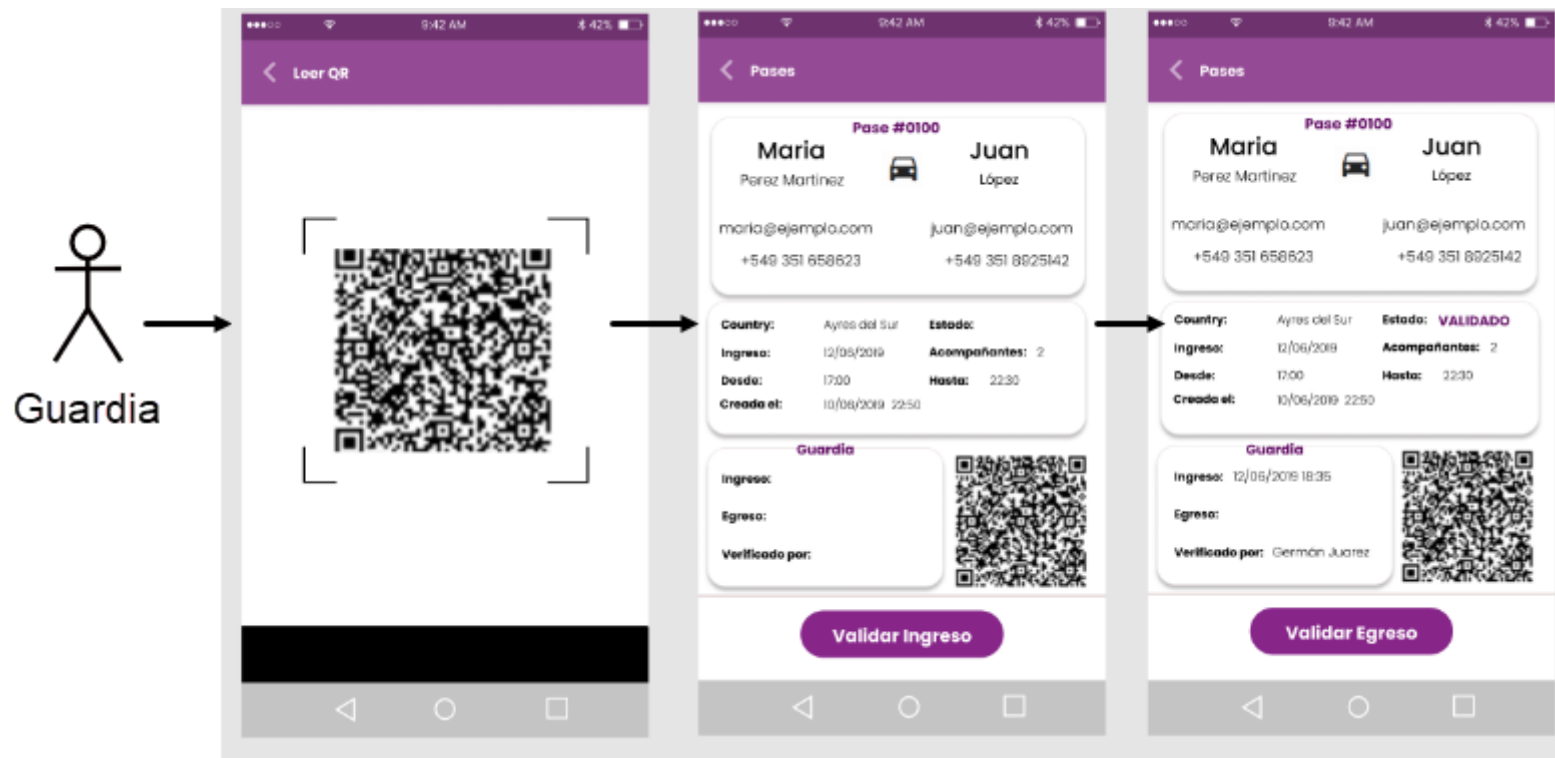 Guardia
9:42 AM 42%
Leer QR
9:42 AM 42%
Pases
Pase #0100
Maria Juan
Perez Martinez López
maria@ejemplo.com juan@ejemplo.com
+549 351 658623 +549 351 8925142
Country: Ayres del Sur Estado:
Ingreso: 12/06/2019 Acompañantes: 2
Desde: 17:00 Hasta: 22:30
Creada el: 10/06/2019 22:50
Guardia
Ingreso:
Egreso:
Verificado por:
Validar Ingreso
9:42 AM 42%
Pases
Pase #0100
Maria Juan
Perez Martinez López
maria@ejemplo.com juan@ejemplo.com
+549 351 658623 +549 351 8925142
Country: Ayres del Sur Estado: VALIDADO
Ingreso: 12/06/2019 Acompañantes: 2
Desde: 17:00 Hasta: 22:30
Creada el: 10/06/2019 22:50
Guardia
Ingreso: 12/06/2019 18:35
Egreso:
Verificado por: Germán Juarez
Validar Egreso